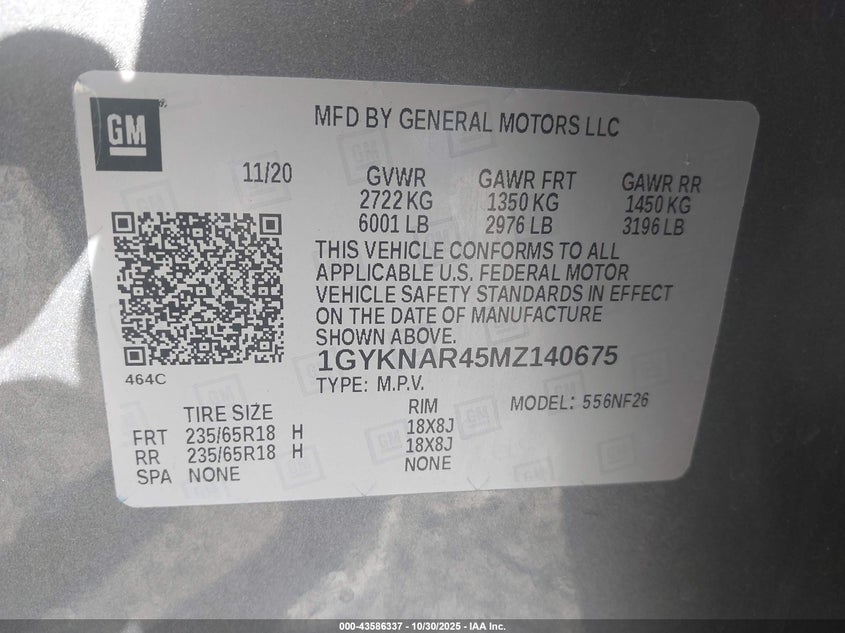 GM
MFD BY GENERAL MOTORS LLC
11/20 GVWR GAWR FRT GAWR RR
2722 KG 1350 KG 1450 KG
6001 LB 2976 LB 3196 LB
THIS VEHICLE CONFORMS TO ALL
APPLICABLE U.S. FEDERAL MOTOR
VEHICLE SAFETY STANDARDS IN EFFECT
ON THE DATE OF MANUFACTURE
SHOWN ABOVE.
1GYKNAR45MZ140675
464C
TYPE: M.P.V.
MODEL: 556NF26
TIRE SIZE RIM
FRT 235/65R18 H 18X8J
RR 235/65R18 H 18X8J
SPA NONE NONE
000-43586337 - 10/30/2025 - IAA Inc.